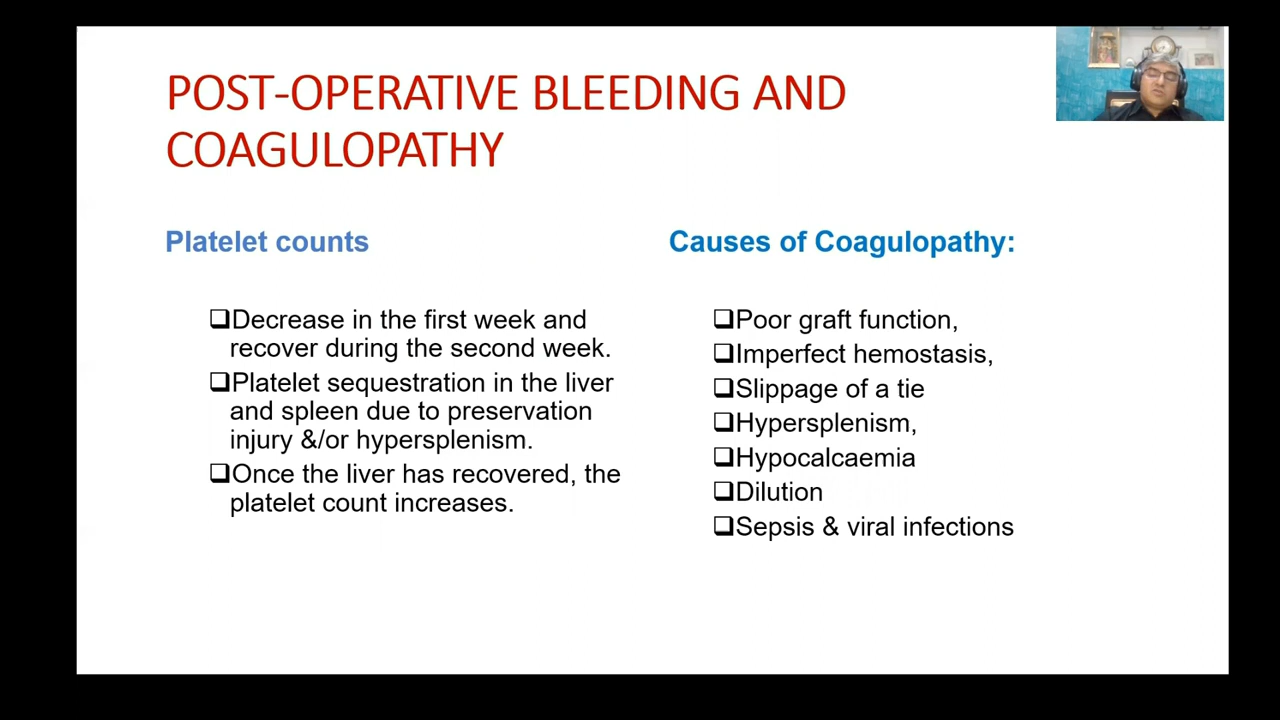 POST-OPERATIVE BLEEDING AND
COAGULOPATHY
Platelet counts
❑Decrease in the first week and
recover during the second week.
❑Platelet sequestration in the liver
and spleen due to preservation
injury &/or hypersplenism.
❑Once the liver has recovered, the
platelet count increases.
Causes of Coagulopathy:
❑Poor graft function,
❑Imperfect hemostasis,
❑Slippage of a tie
❑Hypersplenism,
❑Hypocalcaemia
❑Dilution
❑Sepsis & viral infections